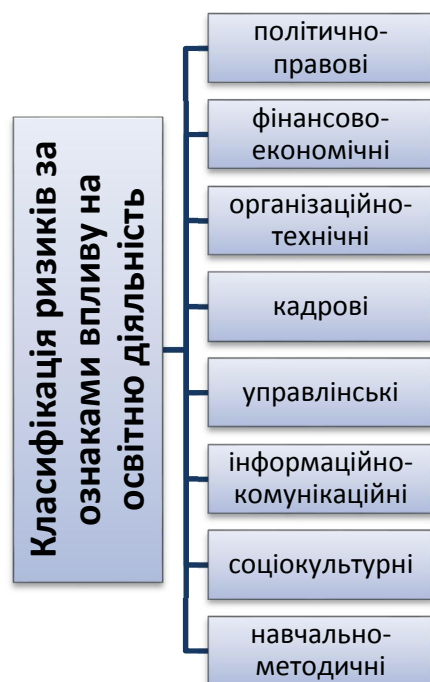 Класифікація ризиків за
ознаками впливу на
освітню діяльність
політично-
правові
фінансово-
економічні
організаційно-
технічні
кадрові
управлінські
інформаційно-
комунікаційні
соціокультурні
навчально-
методичні